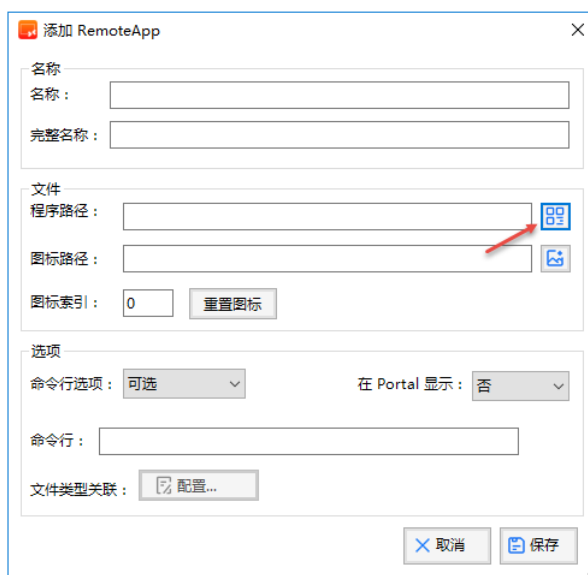 添加 RemoteApp
名称
名称：
完整名称：
文件
程序路径：
图标路径：
图标索引： 0 重置图标
选项
命令行选项： 可选 在 Portal 显示： 否
命令行：
文件类型关联： 配置...
取消 保存